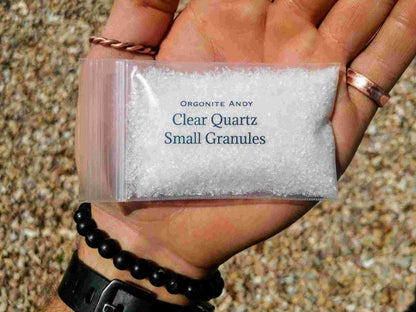 Orgonite Andy
Clear Quartz
Small Granules